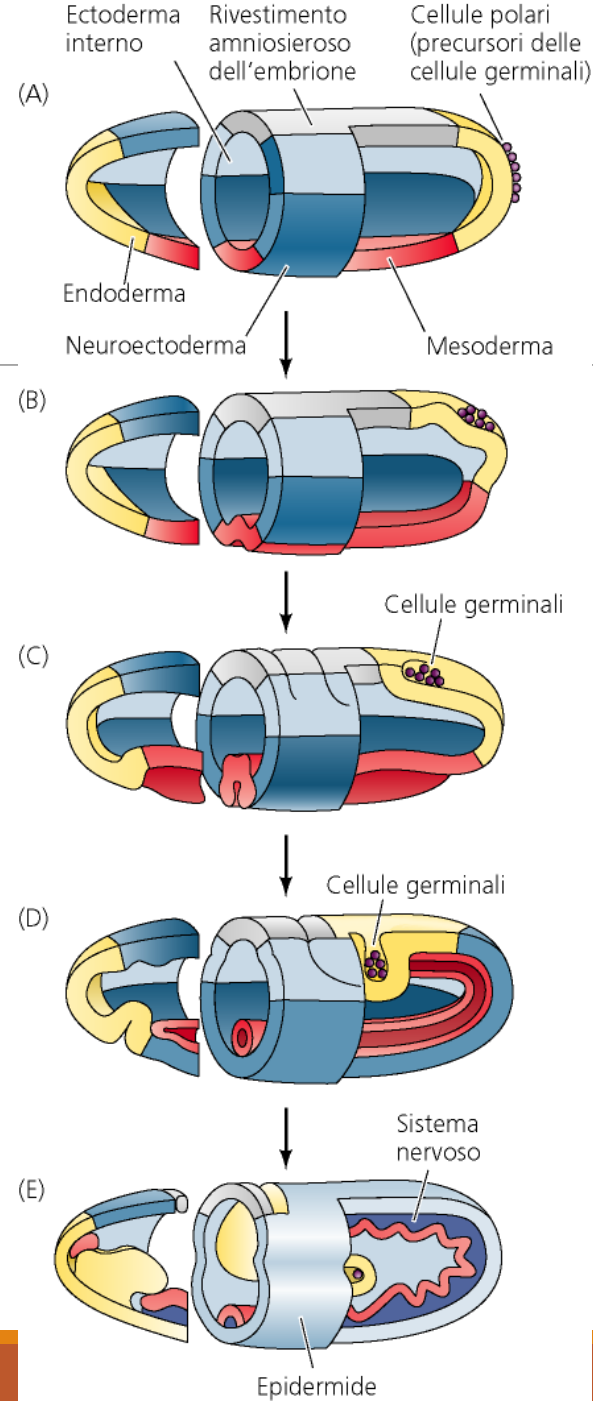 Ectoderma
interno
Rivestimento
amniosieroso
dell'embrione
Cellule polari
(precursori delle
cellule germinali)
(A)
Endoderma
Neuroectoderma
Mesoderma
(B)
Cellule germinali
(C)
Cellule germinali
(D)
Sistema
nervoso
(E)
Epidermide